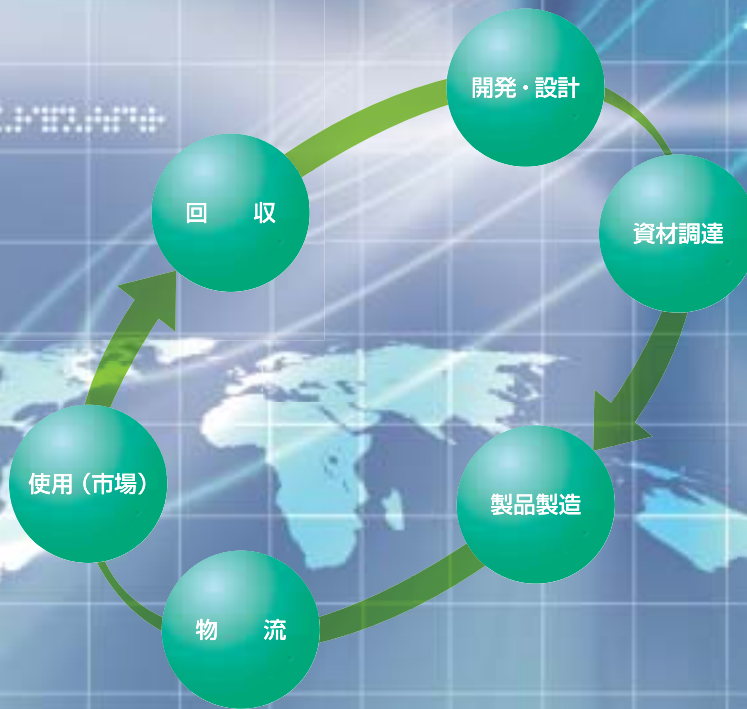 開発・設計
回　収
資材調達
使用（市場）
製品製造
物　流